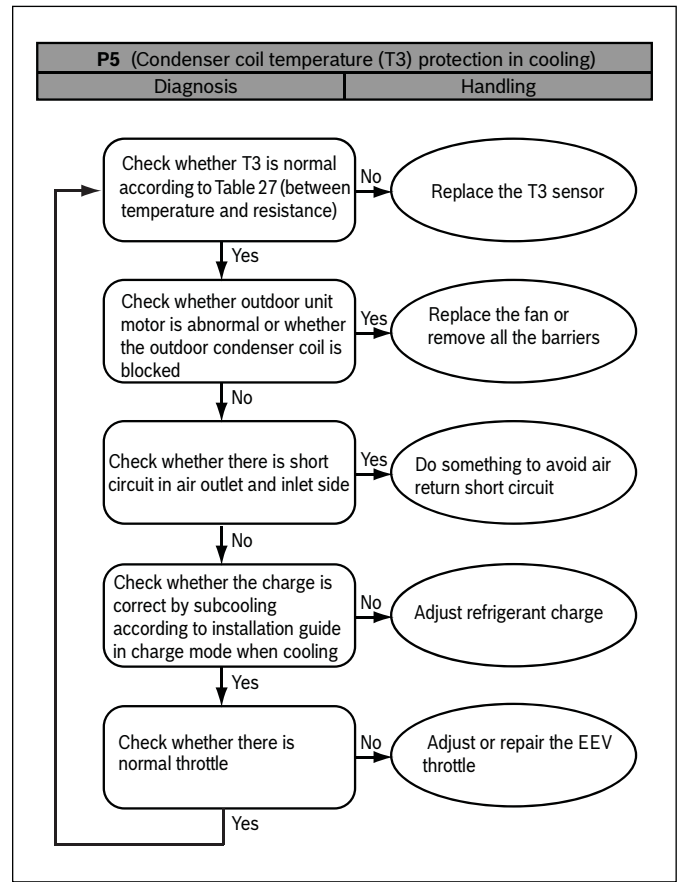 P5 (Condenser coil temperature (T3) protection in cooling)
Diagnosis
Handling
Check whether T3 is normal
according to Table 27 (between
temperature and resistance)
No
Replace the T3 sensor
Yes
Check whether outdoor unit
motor is abnormal or whether
the outdoor condenser coil is
blocked
Yes
Replace the fan or
remove all the barriers
No
Check whether there is short
circuit in air outlet and inlet side
Yes
Do something to avoid air
return short circuit
No
Check whether the charge is
correct by subcooling
according to installation guide
in charge mode when cooling
No
Adjust refrigerant charge
Yes
Check whether there is
normal throttle
No
Adjust or repair the EEV
throttle
Yes